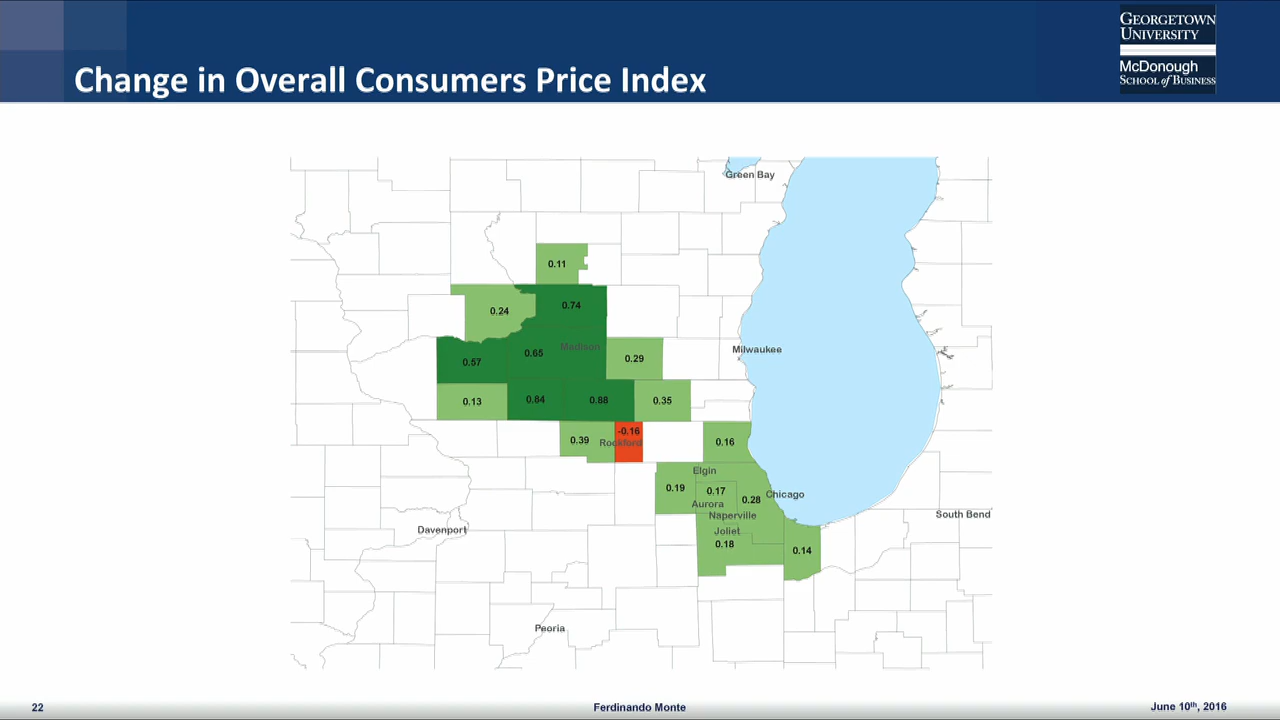 GEORGETOWN
UNIVERSITY
McDonough
SCHOOL of BUSINESS
Change in Overall Consumers Price Index
Green Bay
0.11
0.24
0.74
Madison
Milwaukee
0.57
0.65
0.29
0.13
0.84
0.88
0.35
-0.16
0.39
Rockford
0.16
Elgin
0.19
0.17
0.28
Chicago
Aurora
Naperville
South Bend
Davenport
Joliet
0.18
0.14
Peoria
22
Ferdinando Monte
June 10th, 2016